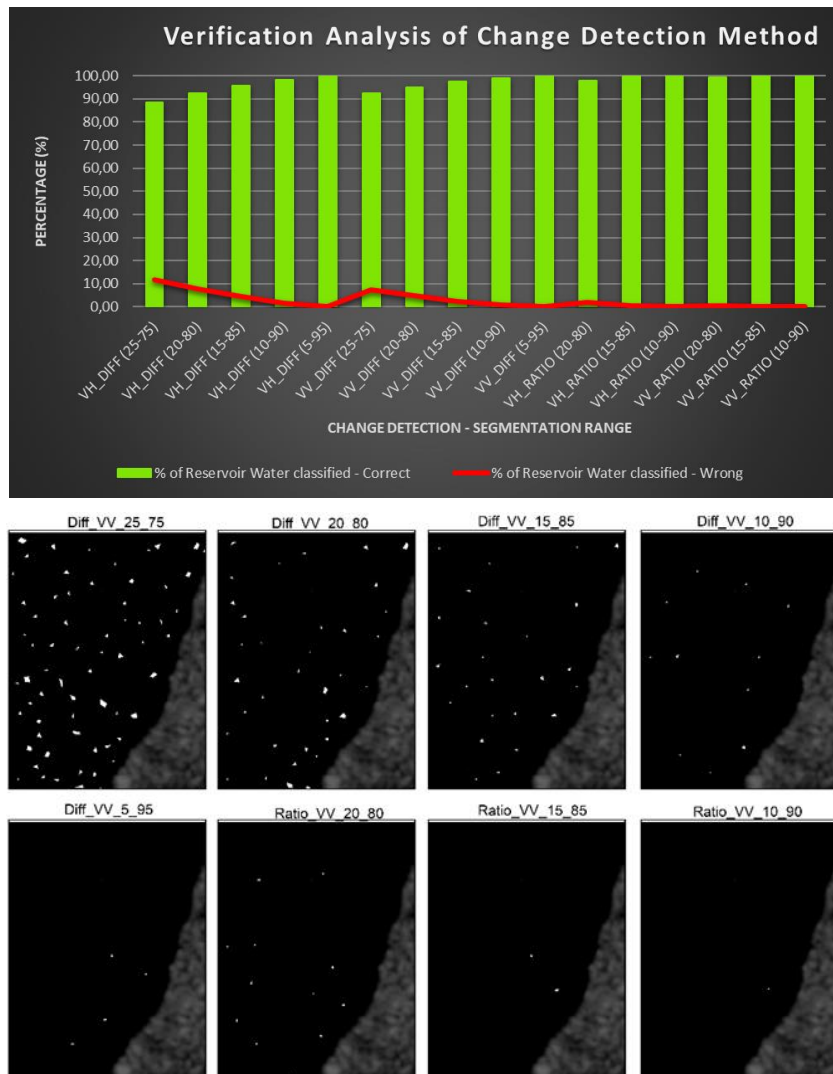 Verification Analysis of Change Detection Method
100,00
90,00
80,00
70,00
60,00
50,00
40,00
30,00
20,00
10,00
0,00
PERCENTAGE (%)
VH_DIFF (25-75)
VH_DIFF (20-80)
VH_DIFF (15-85)
VH_DIFF (10-90)
VH_DIFF (5-95)
VV_DIFF (25-75)
VV_DIFF (20-80)
VV_DIFF (15-85)
VV_DIFF (10-90)
VV_DIFF (5-95)
VH_RATIO (20-80)
VH_RATIO (15-85)
VH_RATIO (10-90)
VV_RATIO (20-80)
VV_RATIO (15-85)
VV_RATIO (10-90)
CHANGE DETECTION - SEGMENTATION RANGE
% of Reservoir Water classified - Correct
% of Reservoir Water classified - Wrong
Diff_VV_25_75
Diff_VV_20_80
Diff_VV_15_85
Diff_VV_10_90
Diff_VV_5_95
Ratio_VV_20_80
Ratio_VV_15_85
Ratio_VV_10_90